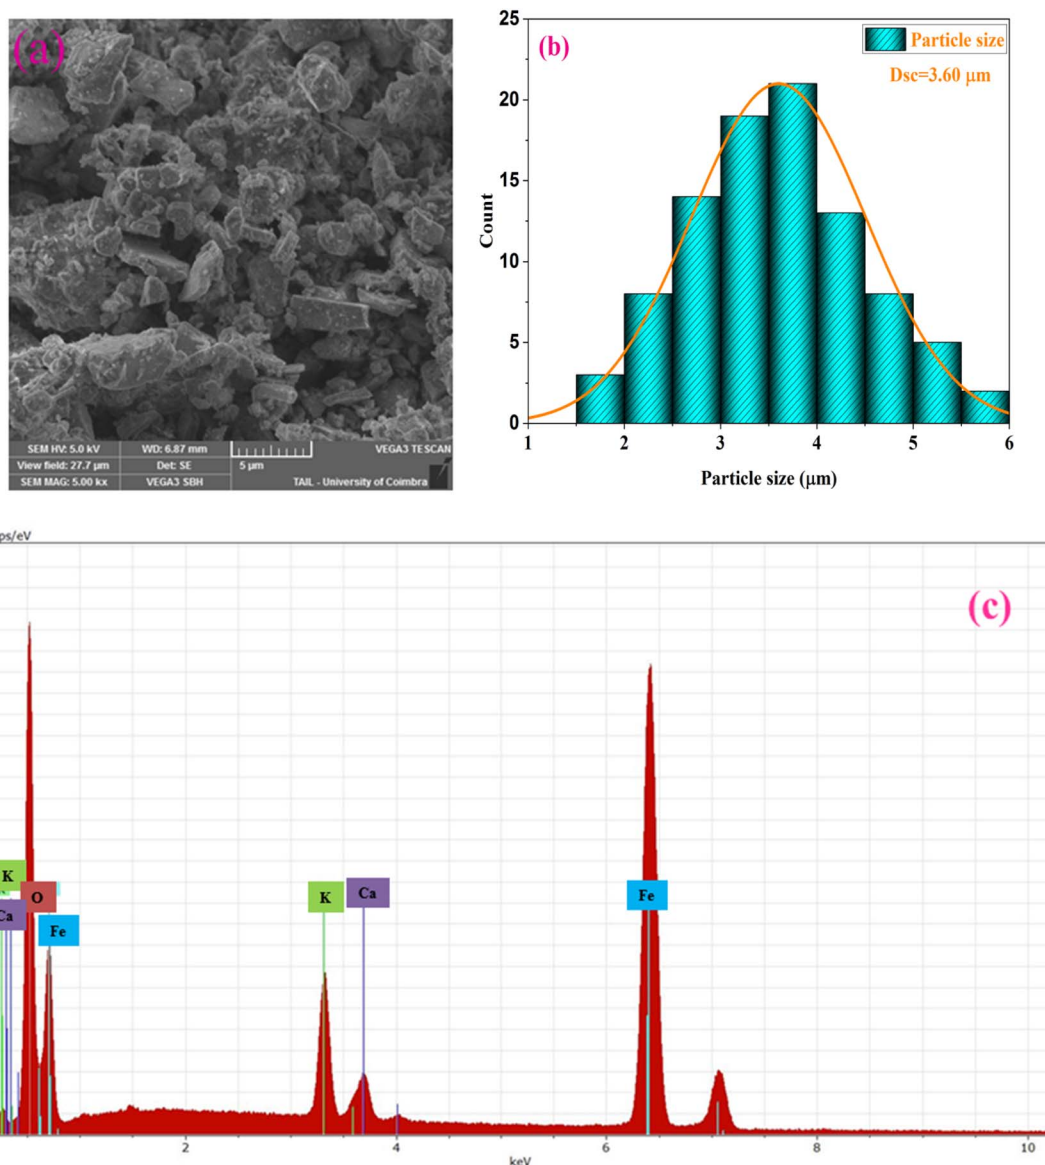 (a)
SEM HV: 5.0 kV
WD: 6.87 mm
VEGA3 TESCAN
View field: 27.7 µm
Det: SE
5 µm
SEM MAG: 5.00 kx
VEGA3 SBH
TAIL - University of Coimbra
(b)
25
20
15
10
5
0
Count
Particle size
Dsc=3.60 µm
1 2 3 4 5 6
Particle size (µm)
ps/eV
(c)
K
Ca
O
Fe
K
Ca
Fe
2 4 6 8 10
keV